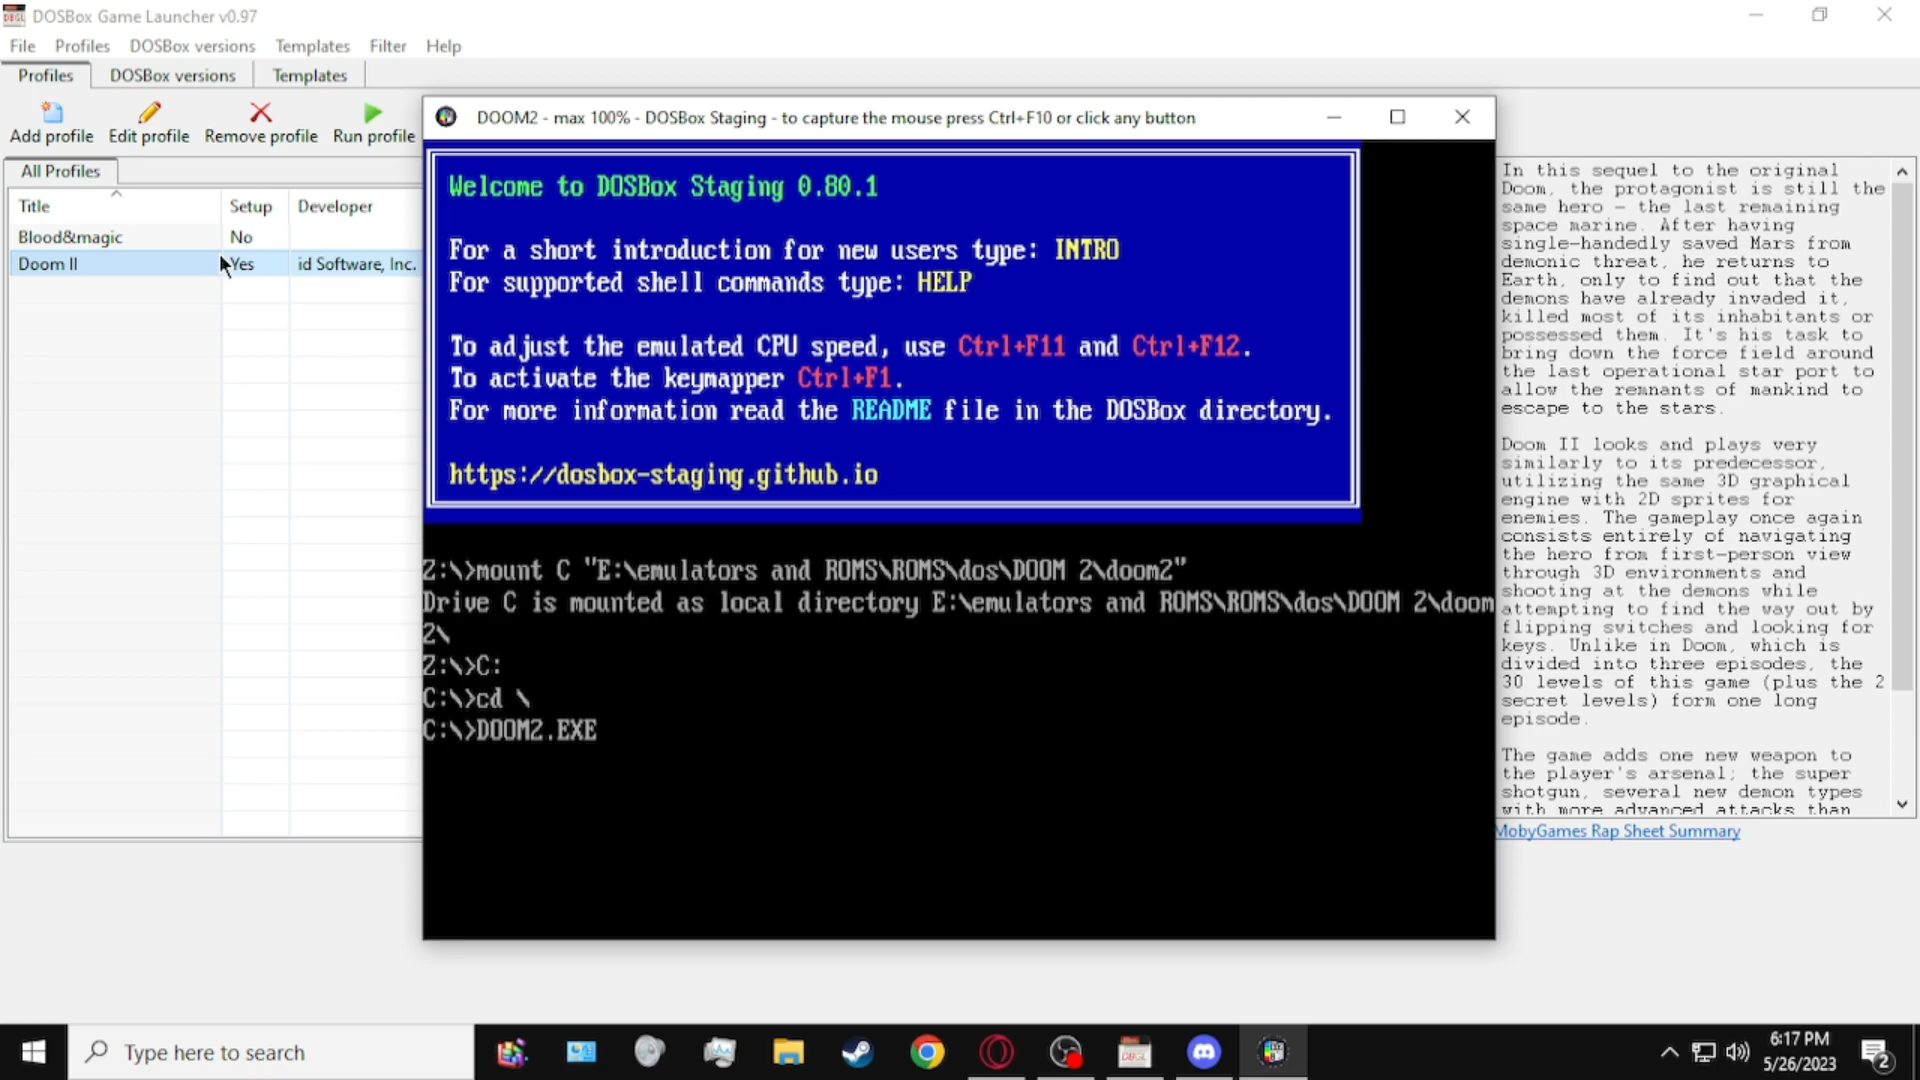 DOSBox Game Launcher v0.97
File Profiles DOSBox versions Templates Filter Help
Profiles DOSBox versions Templates
Add profile Edit profile Remove profile Run profile
All Profiles
Title Setup Developer
Blood&magic No
Doom II Yes id Software, Inc.
DOOM2 - max 100% - DOSBox Staging - to capture the mouse press Ctrl+F10 or click any button
Welcome to DOSBox Staging 0.80.1
For a short introduction for new users type: INTRO
For supported shell commands type: HELP
To adjust the emulated CPU speed, use Ctrl+F11 and Ctrl+F12.
To activate the keymapper Ctrl+F1.
For more information read the README file in the DOSBox directory.
https://dosbox-staging.github.io
Z:\>mount C "E:\emulators and ROMS\ROMS\dos\DOOM 2\doom2"
Drive C is mounted as local directory E:\emulators and ROMS\ROMS\dos\DOOM 2\doom
2\
Z:\>C:
C:\>cd \
C:\>DOOM2.EXE
In this sequel to the original
Doom, the protagonist is still the
same hero - the last remaining
space marine. After having
single-handedly saved Mars from
demonic threat, he returns to
Earth, only to find out that the
demons have already invaded it,
killed most of its inhabitants or
possessed them. It's his task to
bring down the force field around
the last operational star port to
allow the remnants of mankind to
escape to the stars.
Doom II looks and plays very
similarly to its predecessor,
utilizing the same 3D graphical
engine with 2D sprites for
enemies. The gameplay once again
consists entirely of navigating
the hero from first-person view
through 3D environments and
shooting at the demons while
attempting to find the way out by
flipping switches and looking for
keys. Unlike in Doom, which is
divided into three episodes, the
30 levels of this game (plus the 2
secret levels) form one long
episode.
The game adds one new weapon to
the player's arsenal; the super
shotgun, several new demon types
with more advanced attacks than
MobyGames Rap Sheet Summary
Type here to search
DBGL
6:17 PM
5/26/2023
2